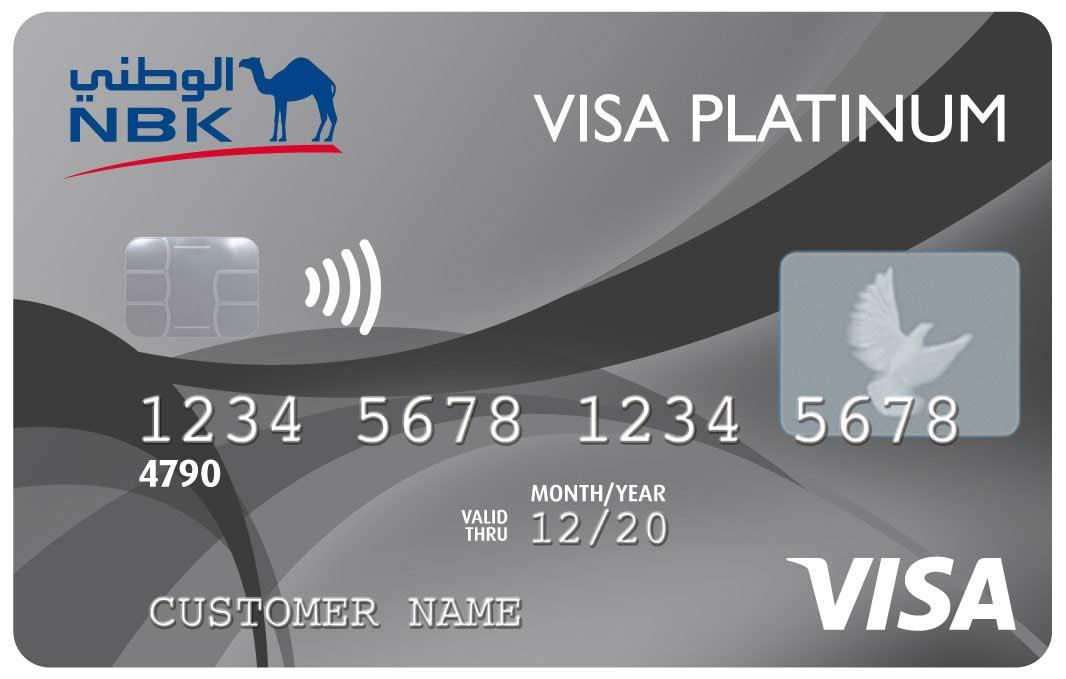 الوطني
NBK
VISA PLATINUM
1234 5678 1234 5678
4790
MONTH/YEAR
VALID
THRU
12/20
CUSTOMER NAME
VISA